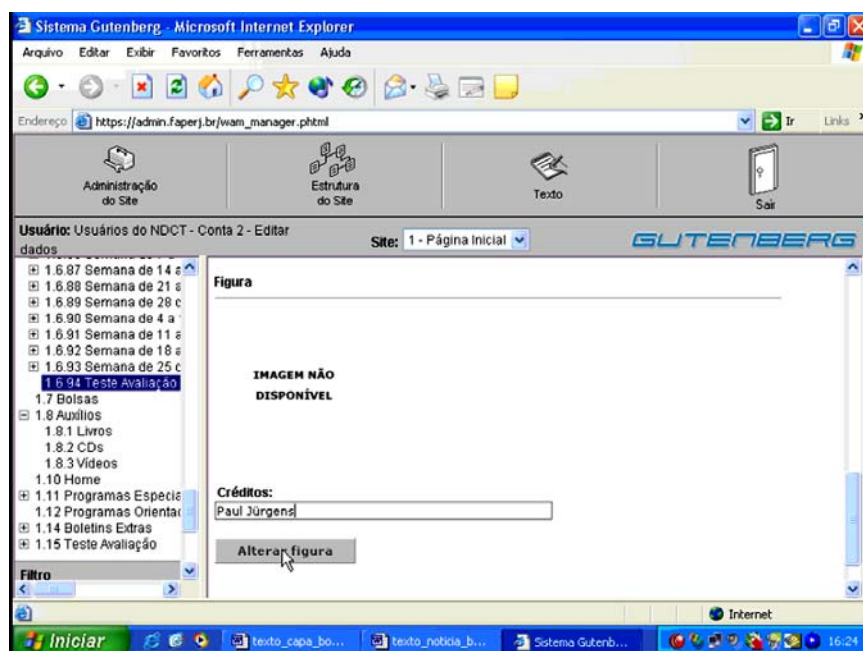 Sistema Gutenberg - Microsoft Internet Explorer
Arquivo Editar Exibir Favoritos Ferramentas Ajuda
Endereço https://admin.faperj.br/wam_manager.phtml Ir Links
Administração do Site
Estrutura do Site
Texto
Sair
Usuário: Usuários do NDCT - Conta 2 - Editar dados
Site: 1 - Página Inicial
GUTENBERG
1.6.87 Semana de 14
1.6.88 Semana de 21
1.6.89 Semana de 28
1.6.90 Semana de 4 a
1.6.91 Semana de 11
1.6.92 Semana de 18
1.6.93 Semana de 25
1.6.94 Teste Avaliação
1.7 Bolsas
1.8 Auxílios
1.8.1 Livros
1.8.2 CDs
1.8.3 Vídeos
1.10 Home
1.11 Programas Especia
1.12 Programas Orienta
1.14 Boletins Extras
1.15 Teste Avaliação
Filtro
Figura
IMAGEM NÃO
DISPONÍVEL
Créditos:
Paul Jürgens
Alterar figura
Internet
Iniciar texto_capa_bo... texto_noticia_b... Sistema Gutenb... 16:24